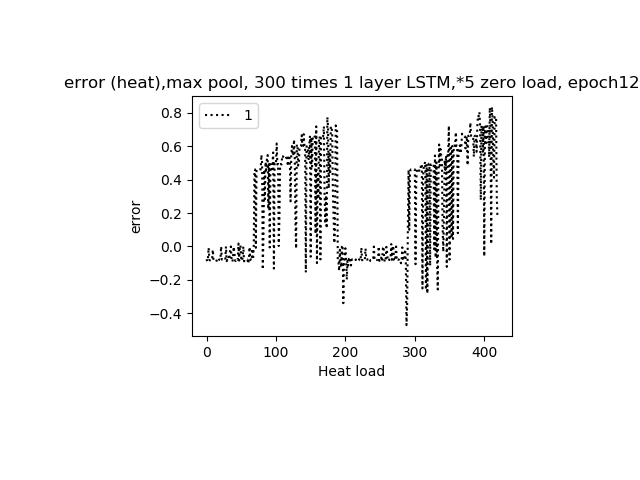 error (heat),max pool, 300 times 1 layer LSTM,*5 zero load, epoch12
1
error
0.8
0.6
0.4
0.2
0.0
−0.2
−0.4
0 100 200 300 400
Heat load